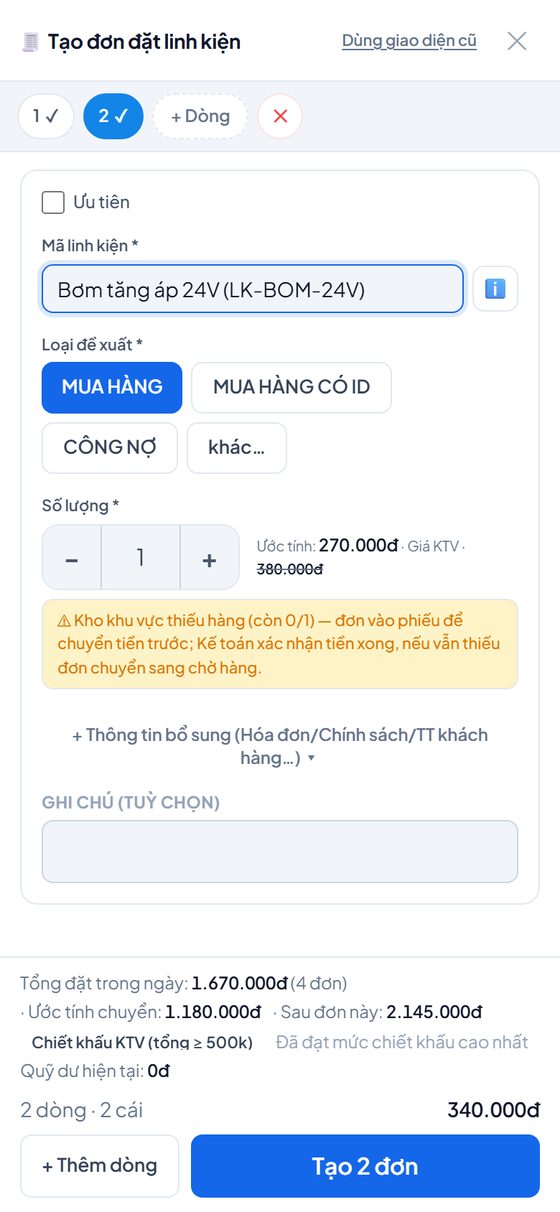 Tạo đơn đặt linh kiện
Dùng giao diện cũ
1 ✓
2 ✓
+ Dòng
Ưu tiên
Mã linh kiện *
Bơm tăng áp 24V (LK-BOM-24V)
Loại đề xuất *
MUA HÀNG
MUA HÀNG CÓ ID
CÔNG NỢ
khác…
Số lượng *
− 1 +
Ước tính: 270.000đ · Giá KTV ·
380.000đ
⚠ Kho khu vực thiếu hàng (còn 0/1) — đơn vào phiếu để
chuyển tiền trước; Kế toán xác nhận tiền xong, nếu vẫn thiếu
đơn chuyển sang chờ hàng.
+ Thông tin bổ sung (Hóa đơn/Chính sách/TT khách
hàng…) ▾
GHI CHÚ (TUỲ CHỌN)
Tổng đặt trong ngày: 1.670.000đ (4 đơn)
· Ước tính chuyển: 1.180.000đ · Sau đơn này: 2.145.000đ
Chiết khấu KTV (tổng ≥ 500k) Đã đạt mức chiết khấu cao nhất
Quỹ dư hiện tại: 0đ
2 dòng · 2 cái 340.000đ
+ Thêm dòng
Tạo 2 đơn